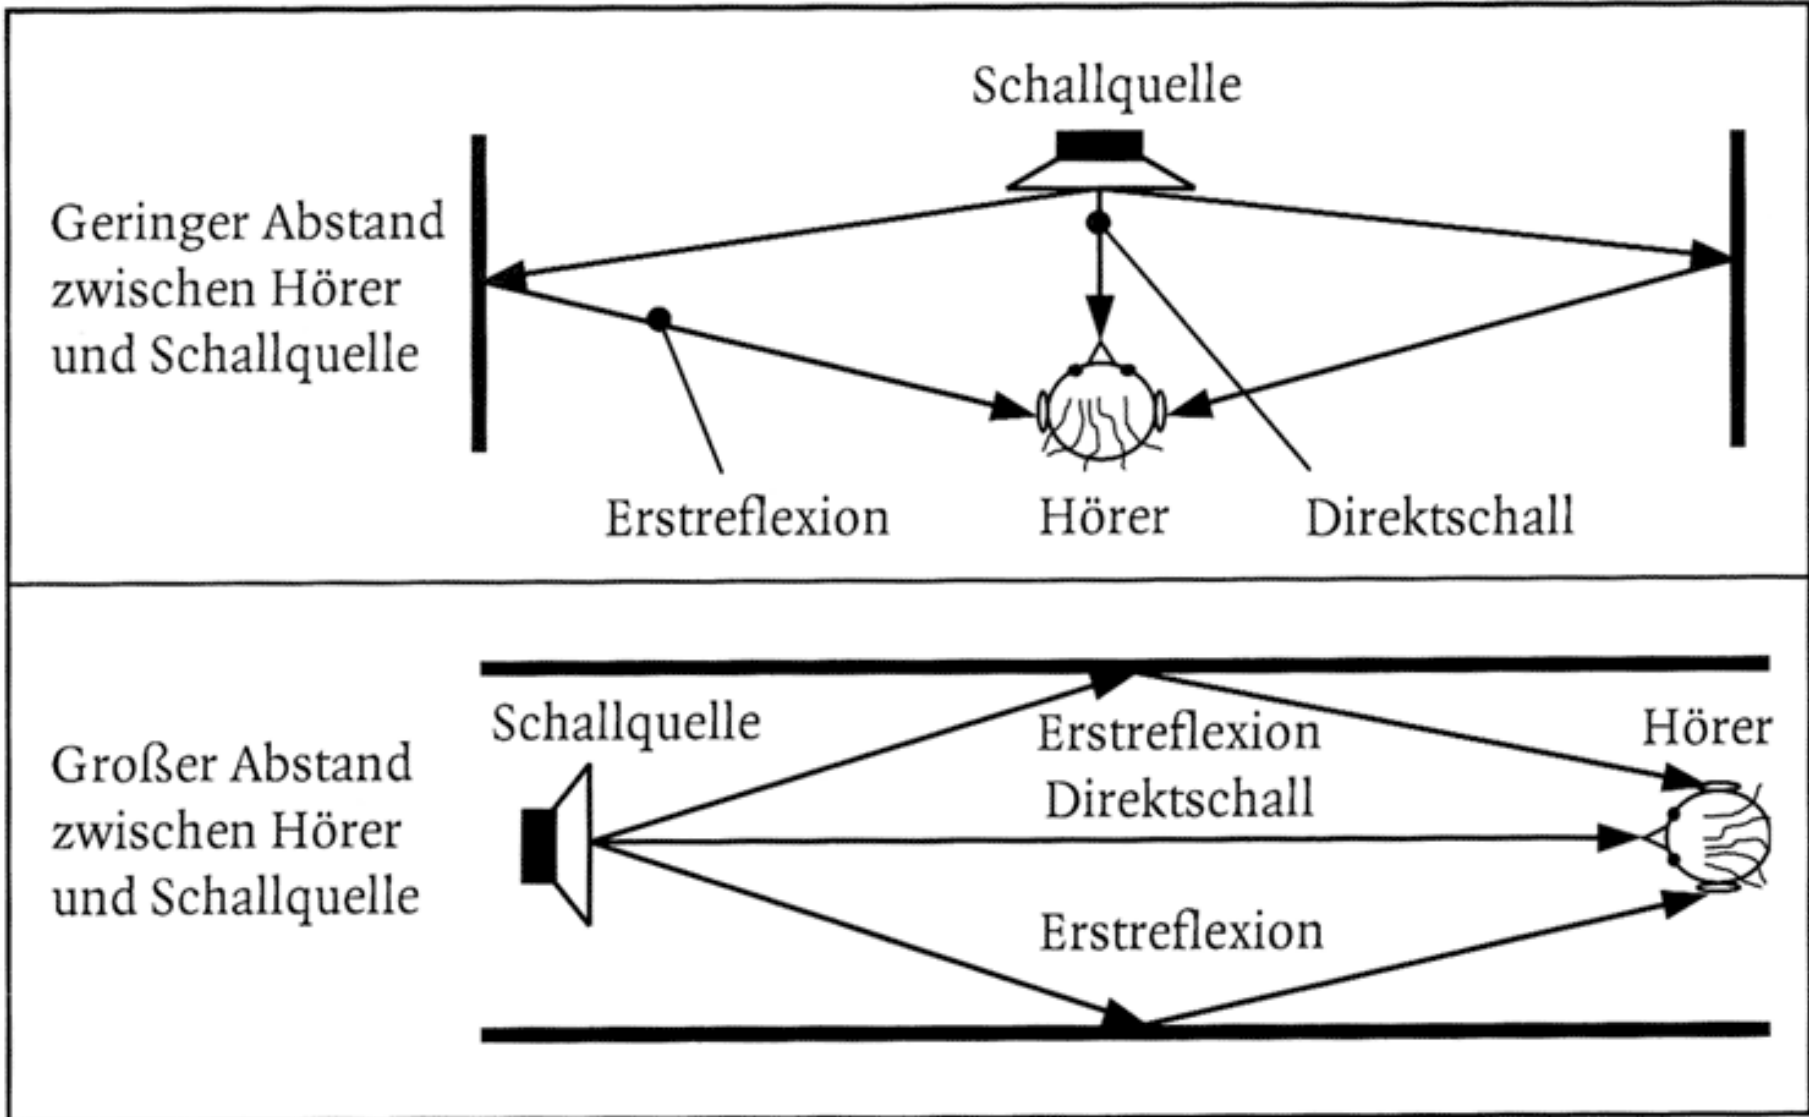 Schallquelle
Geringer Abstand
zwischen Hörer
und Schallquelle
Erstreflexion
Hörer
Direktschall
Schallquelle
Erstreflexion
Hörer
Großer Abstand
zwischen Hörer
und Schallquelle
Direktschall
Erstreflexion